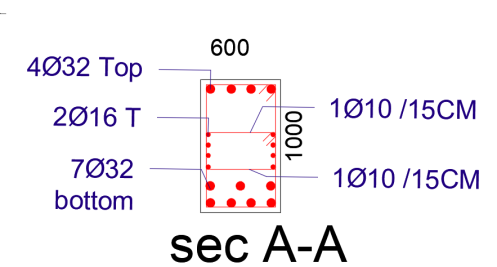 600
4Ø32 Top
2Ø16 T
1Ø10 /15CM
1000
7Ø32
bottom
1Ø10 /15CM
sec A-A